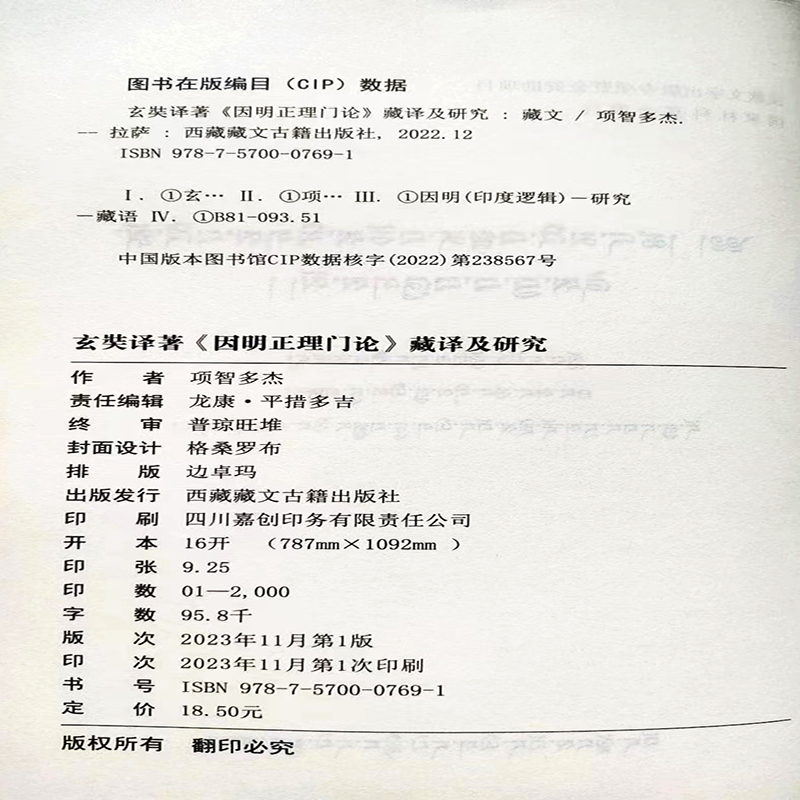 图书在版编目（CIP）数据
玄奘译著《因明正理门论》藏译及研究 : 藏文 / 项智多杰.
-- 拉萨 : 西藏藏文古籍出版社, 2022.12
ISBN 978-7-5700-0769-1
Ⅰ. ①玄… Ⅱ. ①项… Ⅲ. ①因明(印度逻辑)－研究
－藏语 Ⅳ. ①B81-093.51
中国版本图书馆CIP数据核字(2022)第238567号
玄奘译著《因明正理门论》藏译及研究
作 者 项智多杰
责任编辑 龙康·平措多吉
终 审 普琼旺堆
封面设计 格桑罗布
排 版 边卓玛
出版发行 西藏藏文古籍出版社
印 刷 四川嘉创印务有限责任公司
开 本 16开 （787mm×1092mm ）
印 张 9.25
印 数 01—2,000
字 数 95.8千
版 次 2023年11月第1版
印 次 2023年11月第1次印刷
书 号 ISBN 978-7-5700-0769-1
定 价 18.50元
版权所有 翻印必究